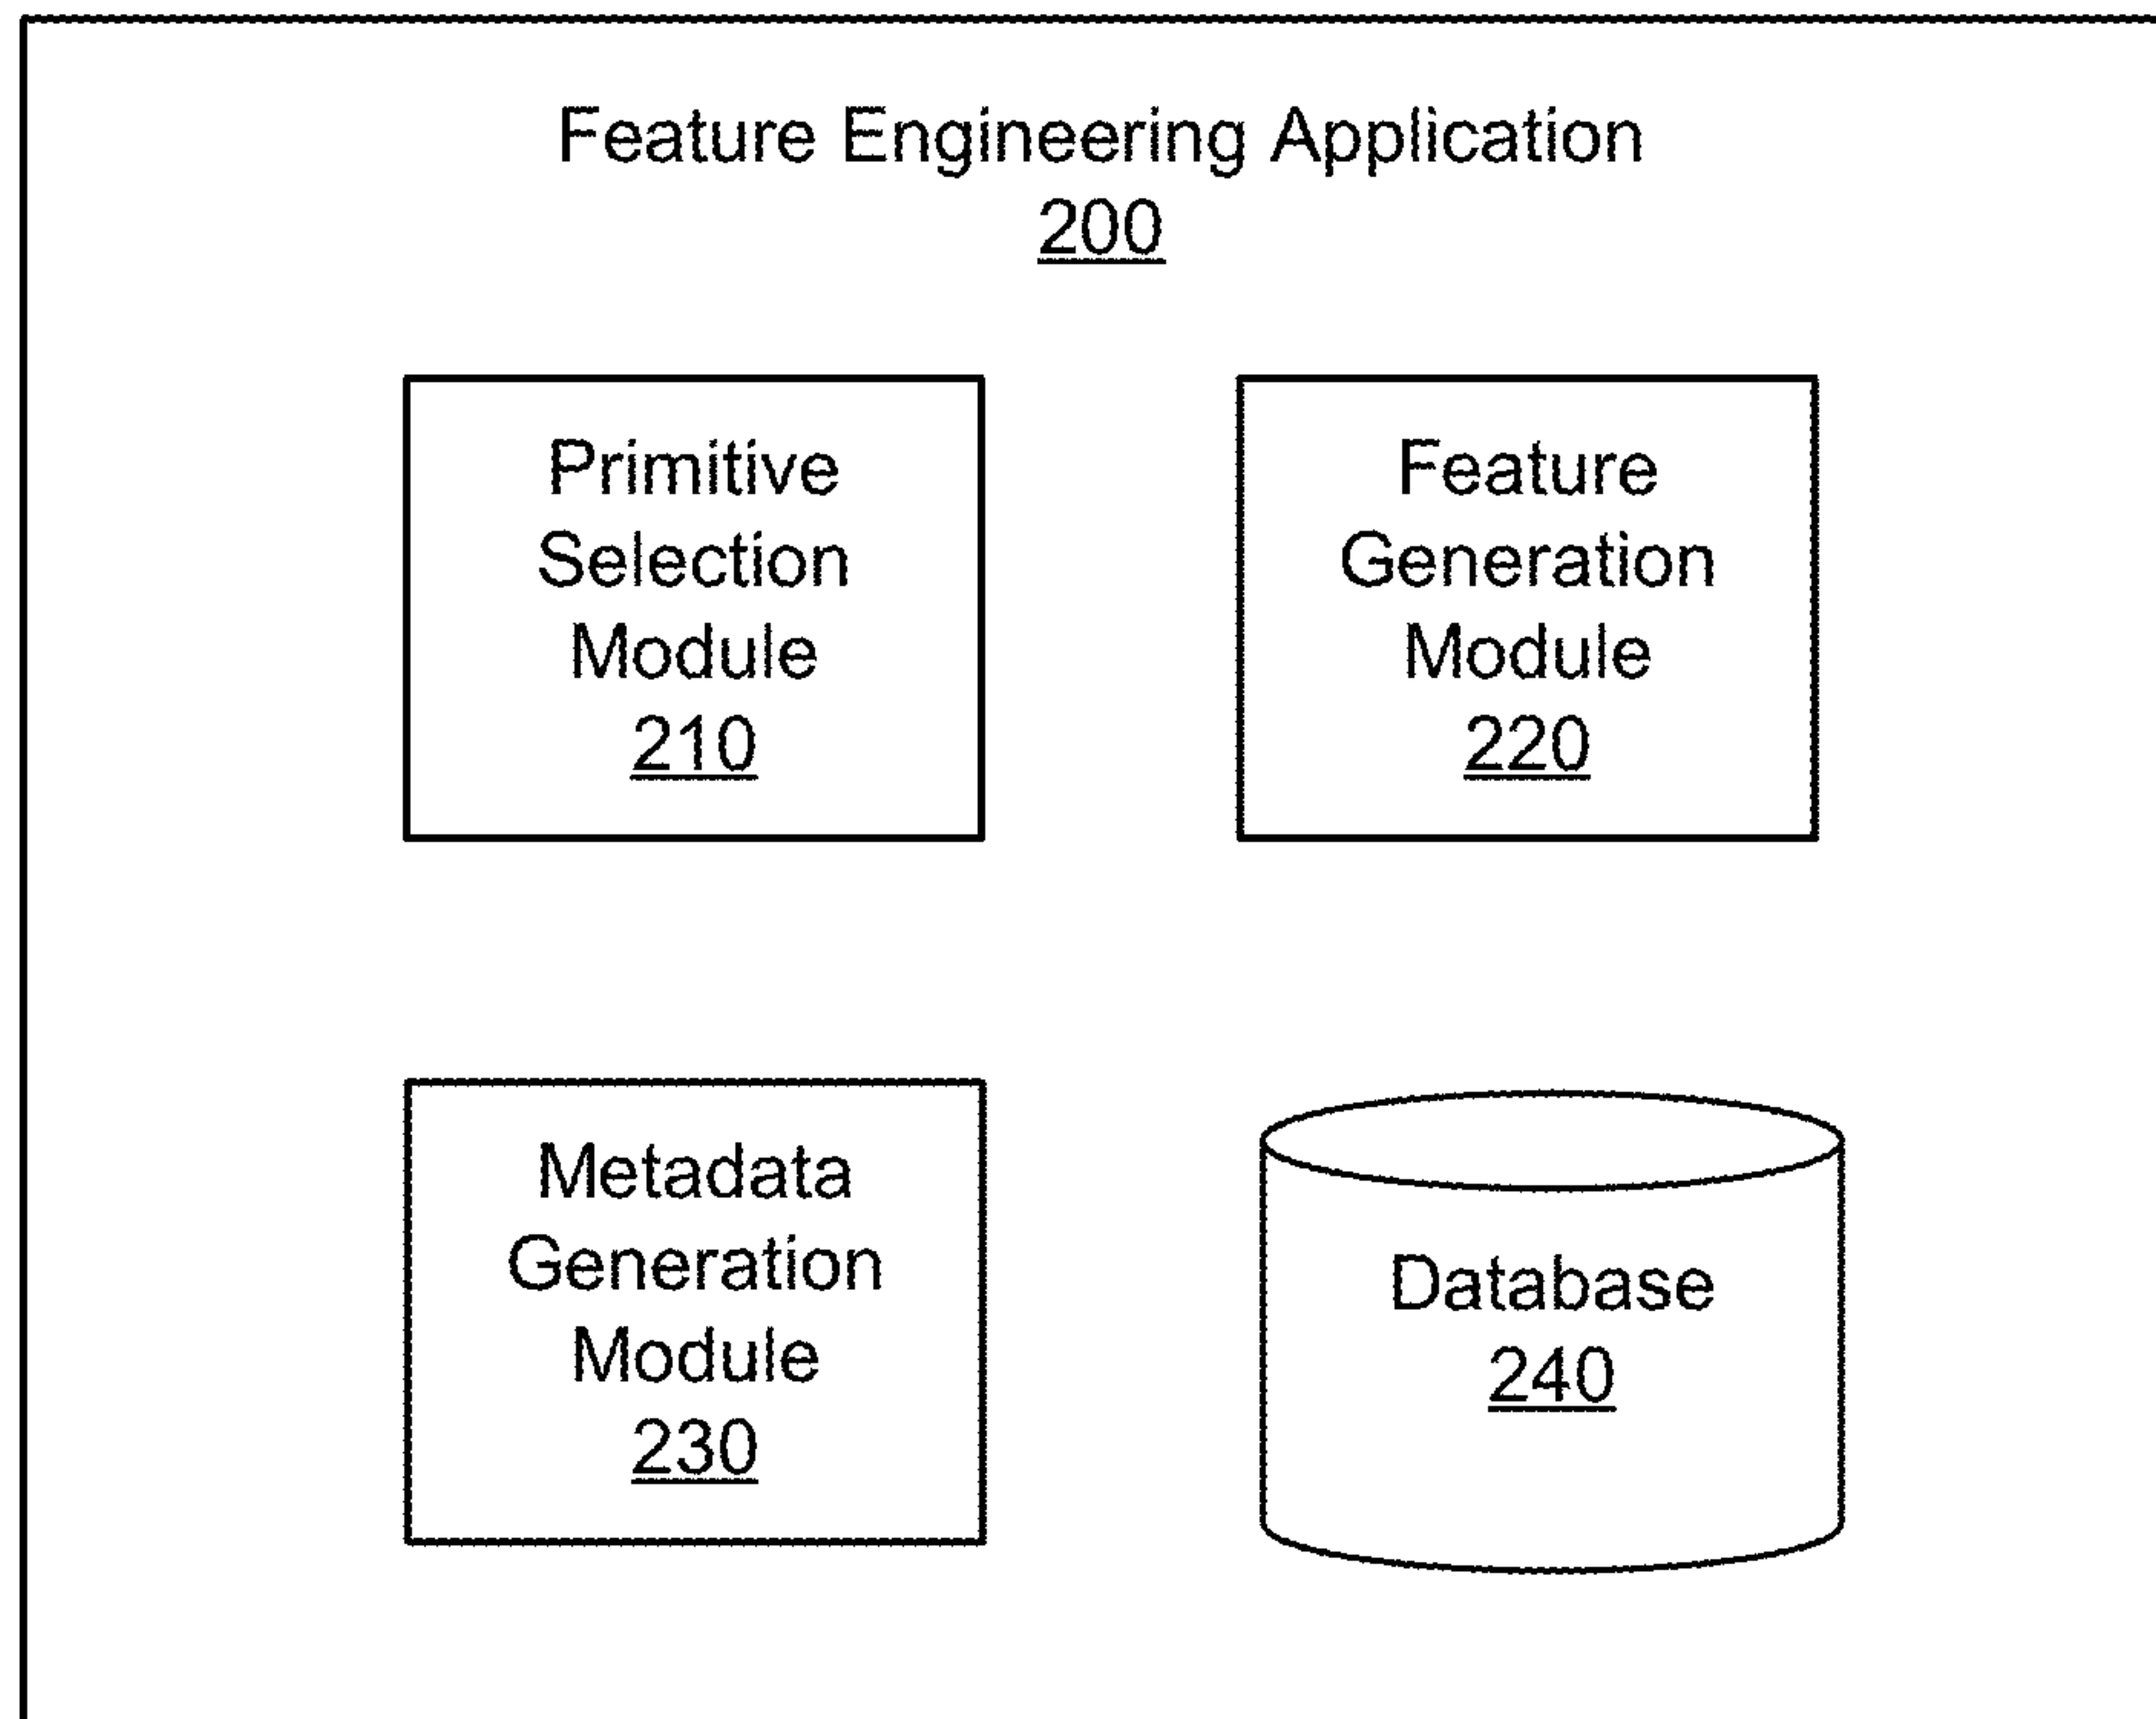 Feature Engineering Application
200
Primitive
Selection
Module
210
Feature
Generation
Module
220
Metadata
Generation
Module
230
Database
240